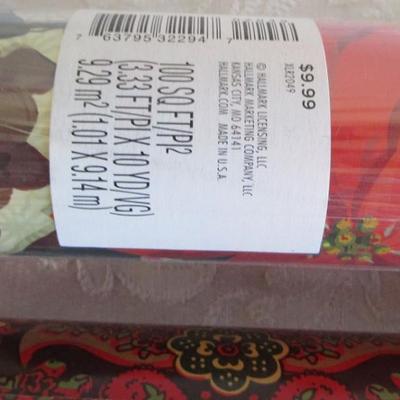 $9.99
XLR2049
© HALLMARK LICENSING, LLC
HALLMARK MARKETING COMPANY, LLC
KANSAS CITY, MO 64141
HALLMARK.COM MADE IN U.S.A.
100 SQ FT/PI2
(3.33 FT/PI X 10 YD/VG)
9.29 m² (1.01 X 9.14 m)
7 63795 32294 7